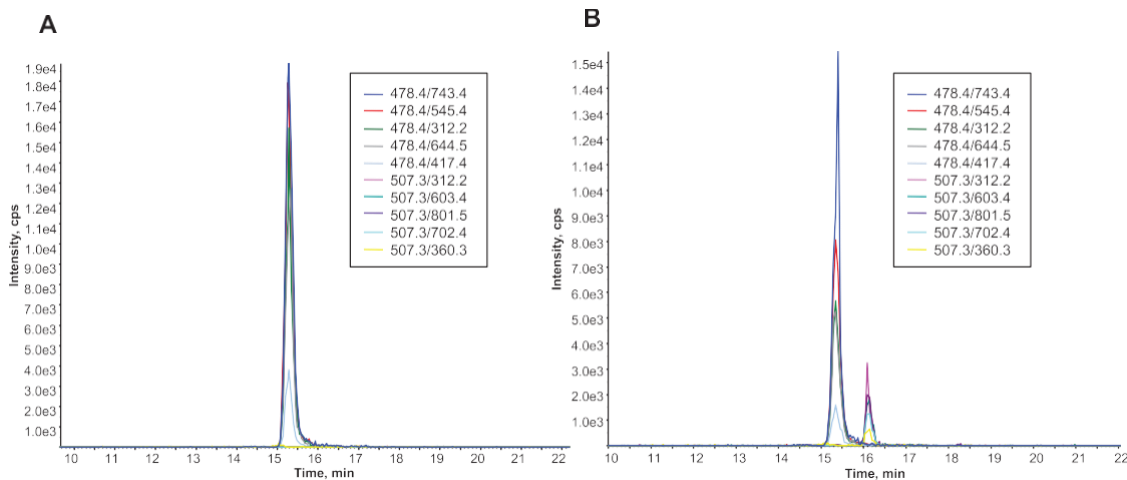 A
Intensity, cps
1.9e4
1.8e4
1.7e4
1.6e4
1.5e4
1.4e4
1.3e4
1.2e4
1.1e4
1.0e4
9.0e3
8.0e3
7.0e3
6.0e3
5.0e3
4.0e3
3.0e3
2.0e3
1.0e3
478.4/743.4
478.4/545.4
478.4/312.2
478.4/644.5
478.4/417.4
507.3/312.2
507.3/603.4
507.3/801.5
507.3/702.4
507.3/360.3
10 11 12 13 14 15 16 17 18 19 20 21 22
Time, min
B
Intensity, cps
1.5e4
1.4e4
1.3e4
1.2e4
1.1e4
1.e4
9.0e3
8.0e3
7.0e3
6.0e3
5.0e3
4.0e3
3.0e3
2.0e3
1.0e3
478.4/743.4
478.4/545.4
478.4/312.2
478.4/644.5
478.4/417.4
507.3/312.2
507.3/603.4
507.3/801.5
507.3/702.4
507.3/360.3
10 11 12 13 14 15 16 17 18 19 20 21 22
Time, min